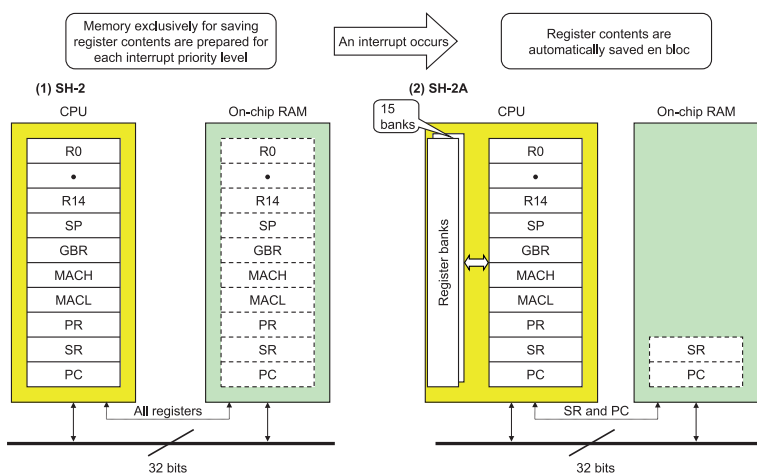 Memory exclusively for saving
register contents are prepared for
each interrupt priority level
An interrupt occurs
Register contents are
automatically saved en bloc
(1) SH-2
CPU
On-chip RAM
R0
•
R14
SP
GBR
MACH
MACL
PR
SR
PC
R0
•
R14
SP
GBR
MACH
MACL
PR
SR
PC
All registers
32 bits
(2) SH-2A
15
banks
CPU
On-chip RAM
Register banks
R0
•
R14
SP
GBR
MACH
MACL
PR
SR
PC
SR
PC
SR and PC
32 bits